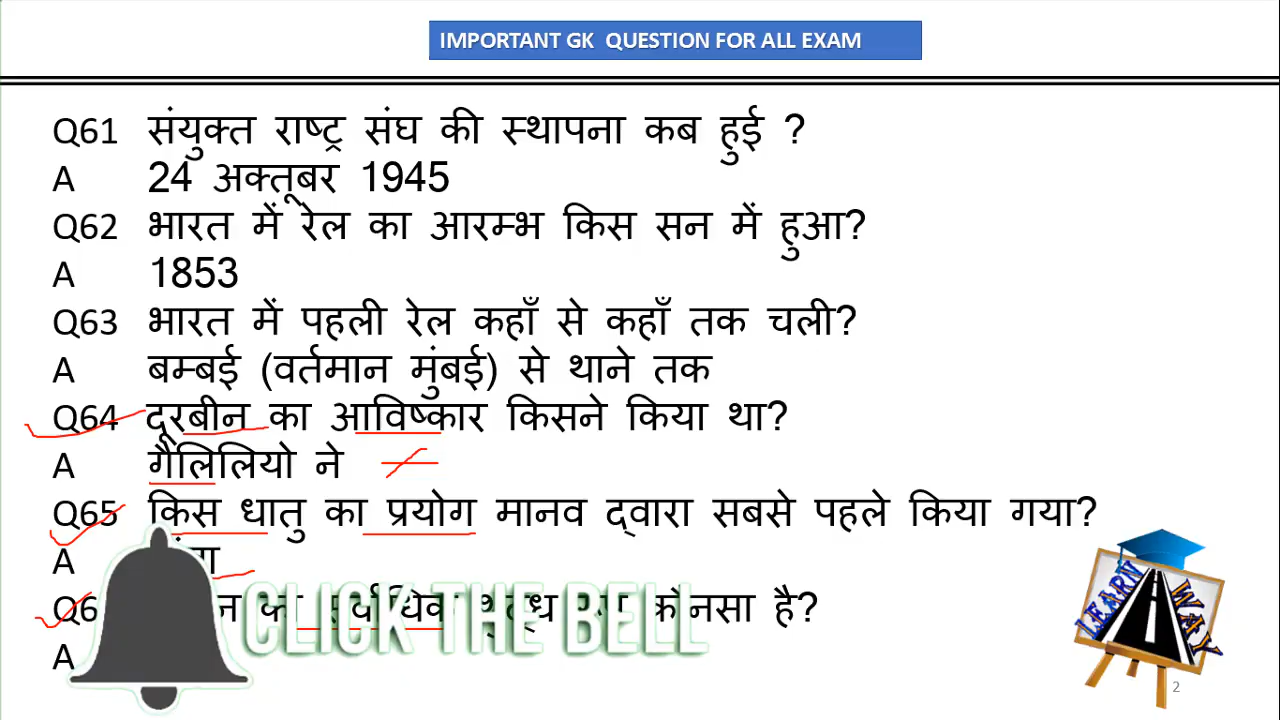 IMPORTANT GK QUESTION FOR ALL EXAM
Q61 संयुक्त राष्ट्र संघ की स्थापना कब हुई ?
A 24 अक्तूबर 1945
Q62 भारत में रेल का आरम्भ किस सन में हुआ?
A 1853
Q63 भारत में पहली रेल कहाँ से कहाँ तक चली?
A बम्बई (वर्तमान मुंबई) से थाने तक
Q64 दूरबीन का आविष्कार किसने किया था?
A गैलिलियो ने
Q65 किस धातु का प्रयोग मानव द्वारा सबसे पहले किया गया?
A
का सर्वाधिक शुद्ध रूप कौनसा है?
A
CLICK THE BELL
LEARN WAY
2